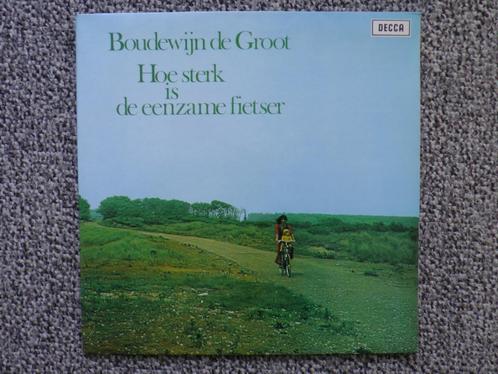 Boudewijn de Groot
DECCA
Hoe sterk
is
de eenzame fietser